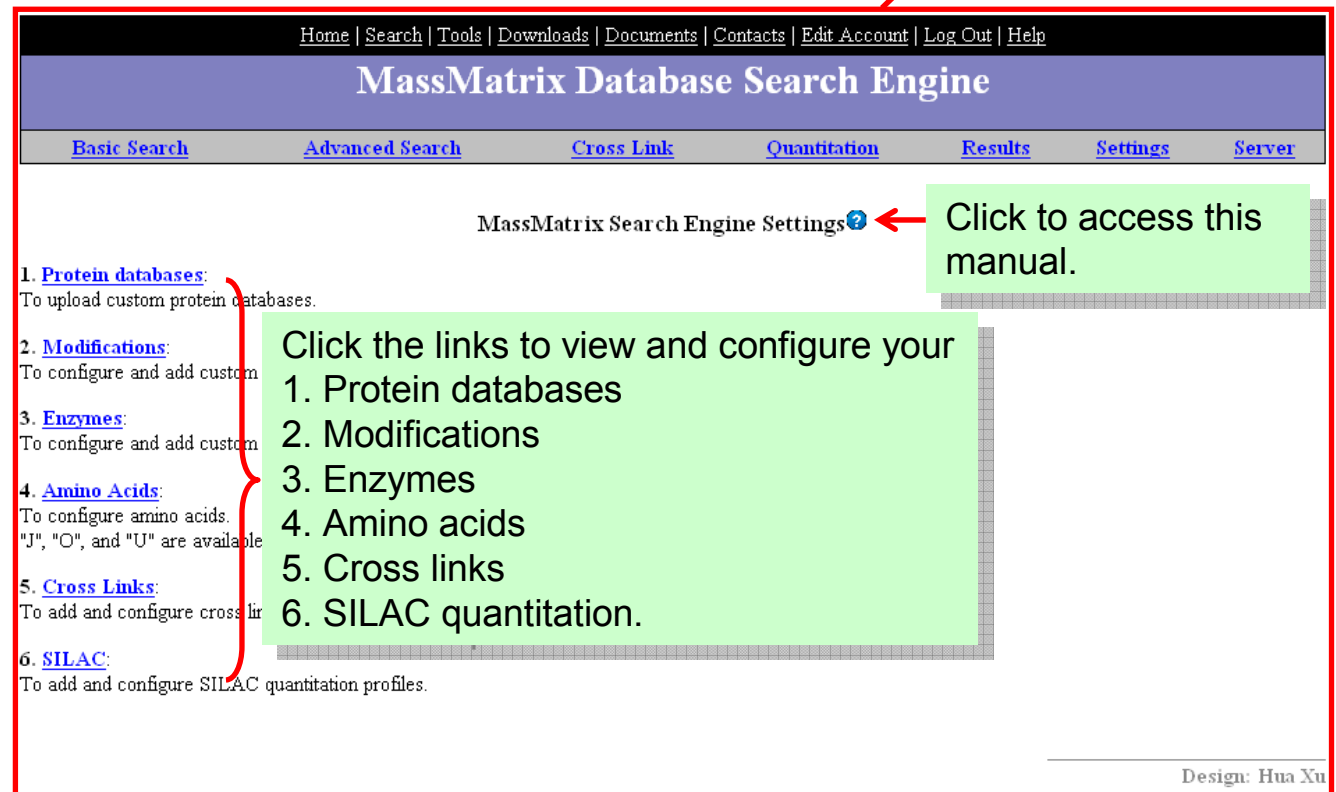 Home | Search | Tools | Downloads | Documents | Contacts | Edit Account | Log Out | Help
MassMatrix Database Search Engine
Basic Search Advanced Search Cross Link Quantitation Results Settings Server
MassMatrix Search Engine Settings?
Click to access this
manual.
1. Protein databases:
To upload custom protein databases.
2. Modifications:
To configure and add custom
3. Enzymes:
To configure and add custom
4. Amino Acids:
To configure amino acids.
"J", "O", and "U" are available
5. Cross Links:
To add and configure cross
6. SILAC:
To add and configure SILAC quantitation profiles.
Click the links to view and configure your
1. Protein databases
2. Modifications
3. Enzymes
4. Amino acids
5. Cross links
6. SILAC quantitation.
Design: Hua Xu